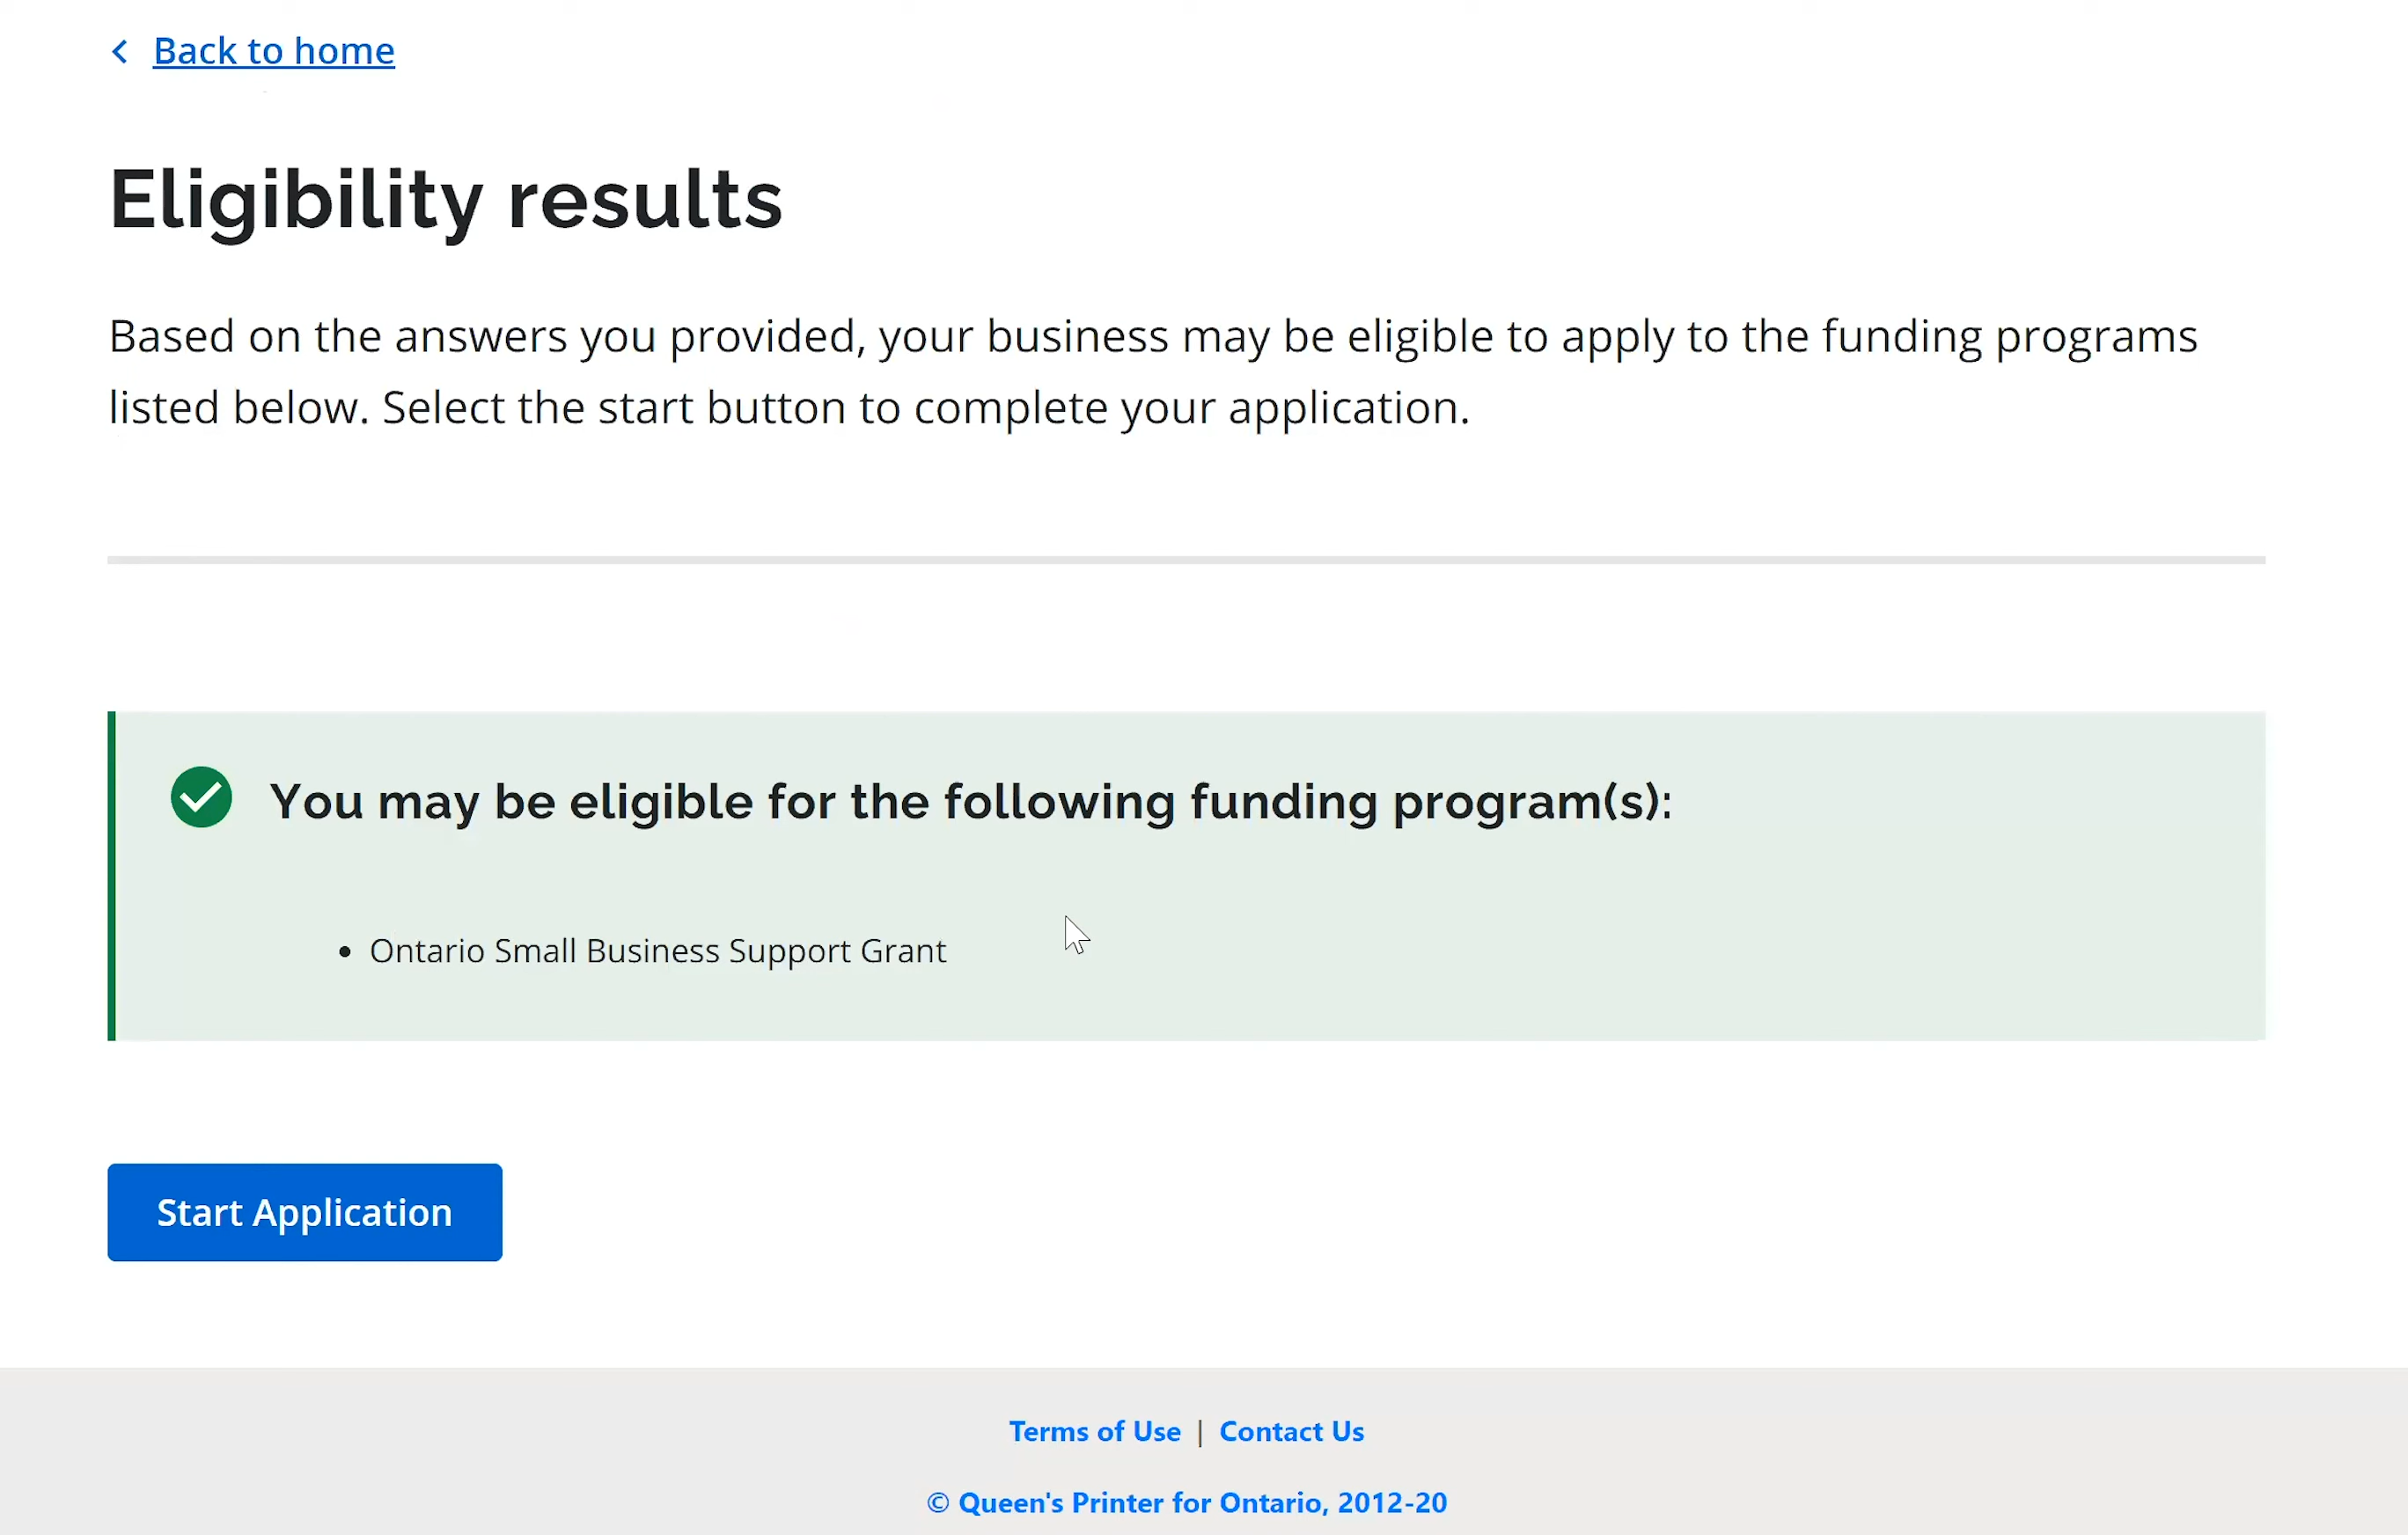 Back to home
Eligibility results
Based on the answers you provided, your business may be eligible to apply to the funding programs
listed below. Select the start button to complete your application.
You may be eligible for the following funding program(s):
• Ontario Small Business Support Grant
Start Application
Terms of Use | Contact Us
© Queen's Printer for Ontario, 2012-20